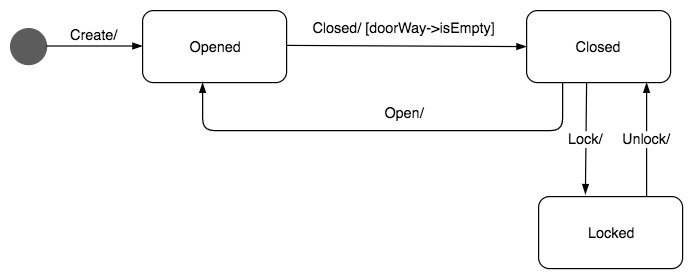 Create/
Opened
Closed/ [doorWay->isEmpty]
Closed
Open/
Lock/
Unlock/
Locked